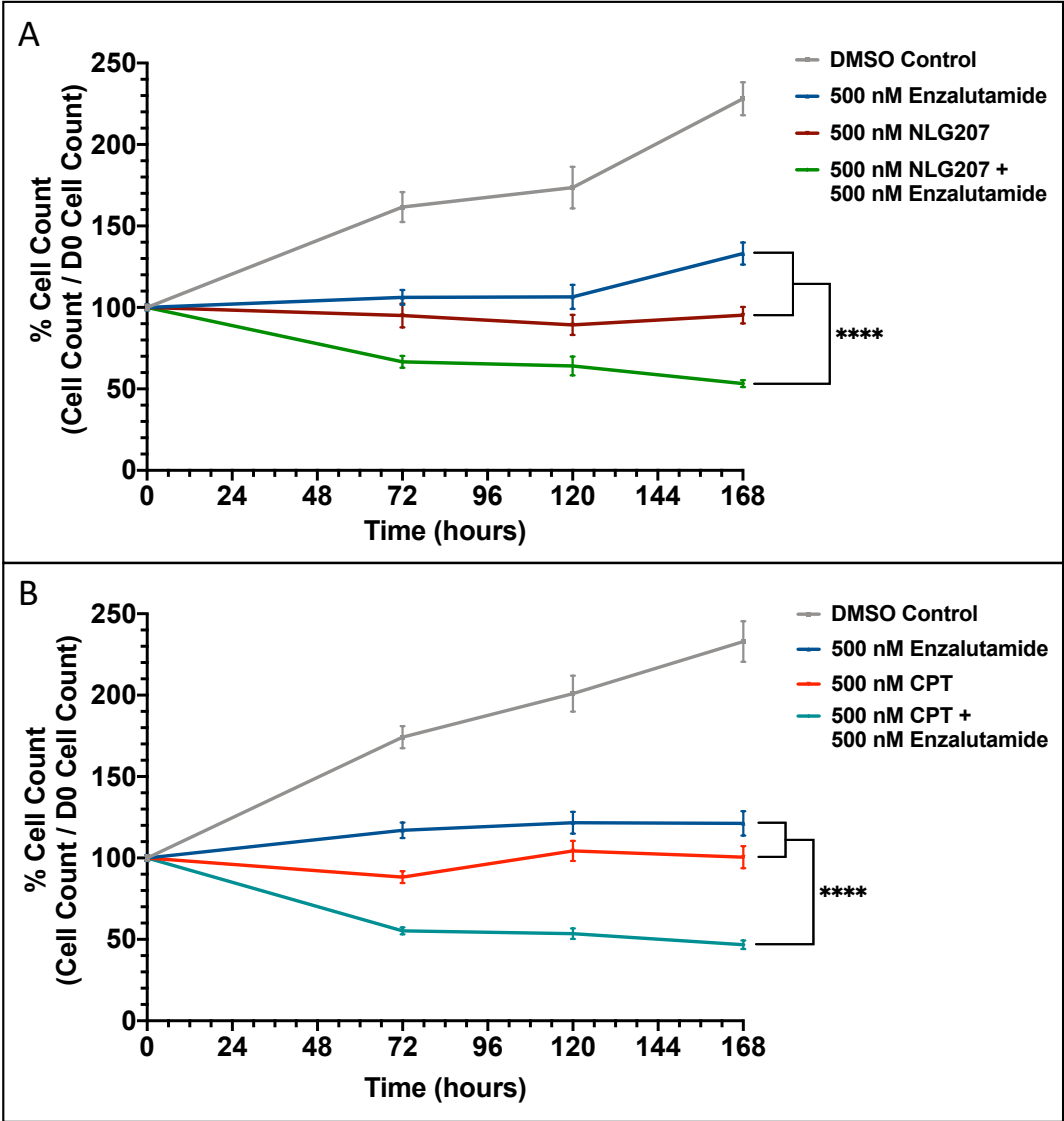 A
250
200
150
100
50
0
% Cell Count
(Cell Count / D0 Cell Count)
0 24 48 72 96 120 144 168
Time (hours)
DMSO Control
500 nM Enzalutamide
500 nM NLG207
500 nM NLG207 +
500 nM Enzalutamide
****
B
250
200
150
100
50
0
% Cell Count
(Cell Count / D0 Cell Count)
0 24 48 72 96 120 144 168
Time (hours)
DMSO Control
500 nM Enzalutamide
500 nM CPT
500 nM CPT +
500 nM Enzalutamide
****